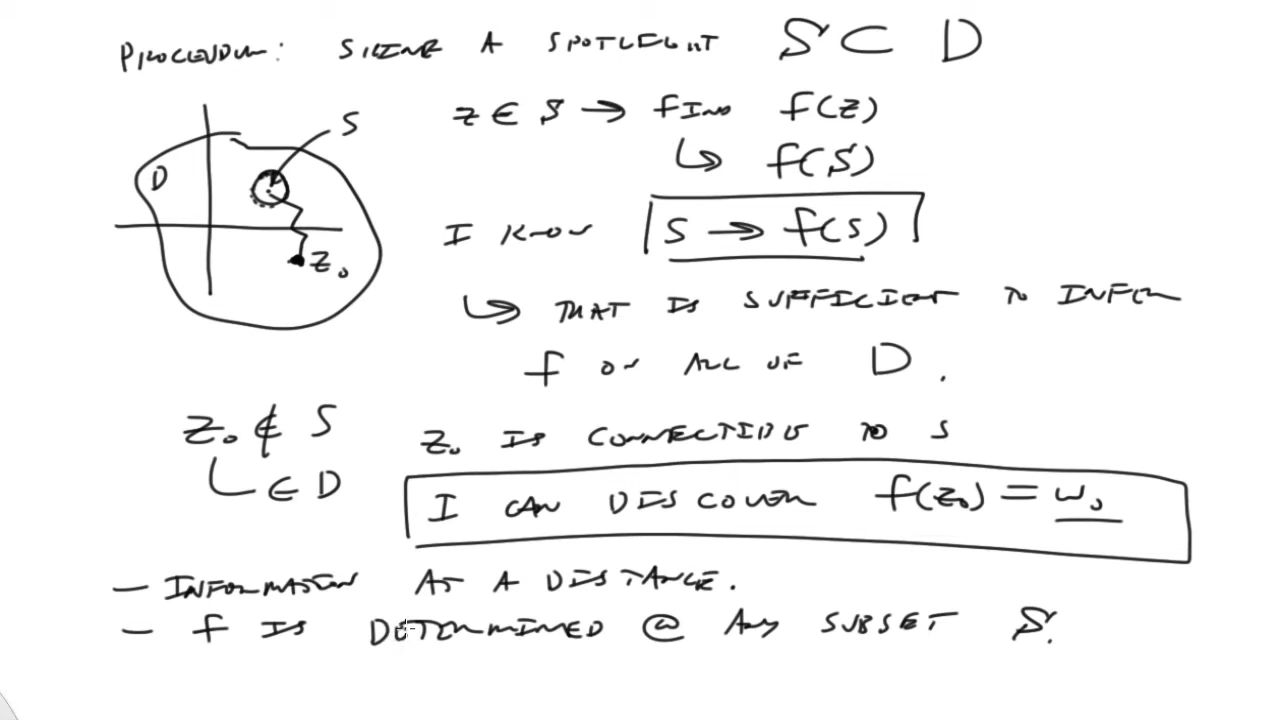 PROCEDURE: SHINE A SPOTLIGHT S ⊂ D
z ∈ S → FIND f(z)
↳ f(S)
S
D
z₀
I KNOW S → f(S)
↳ THAT IS SUFFICIENT TO INFER
f ON ALL OF D.
z₀ ∉ S
∈ D
z₀ IS CONNECTIBLE TO S
I CAN DISCOVER f(z₀) = w₀
- INFORMATION AT A DISTANCE.
- f IS DETERMINED @ ANY SUBSET S.